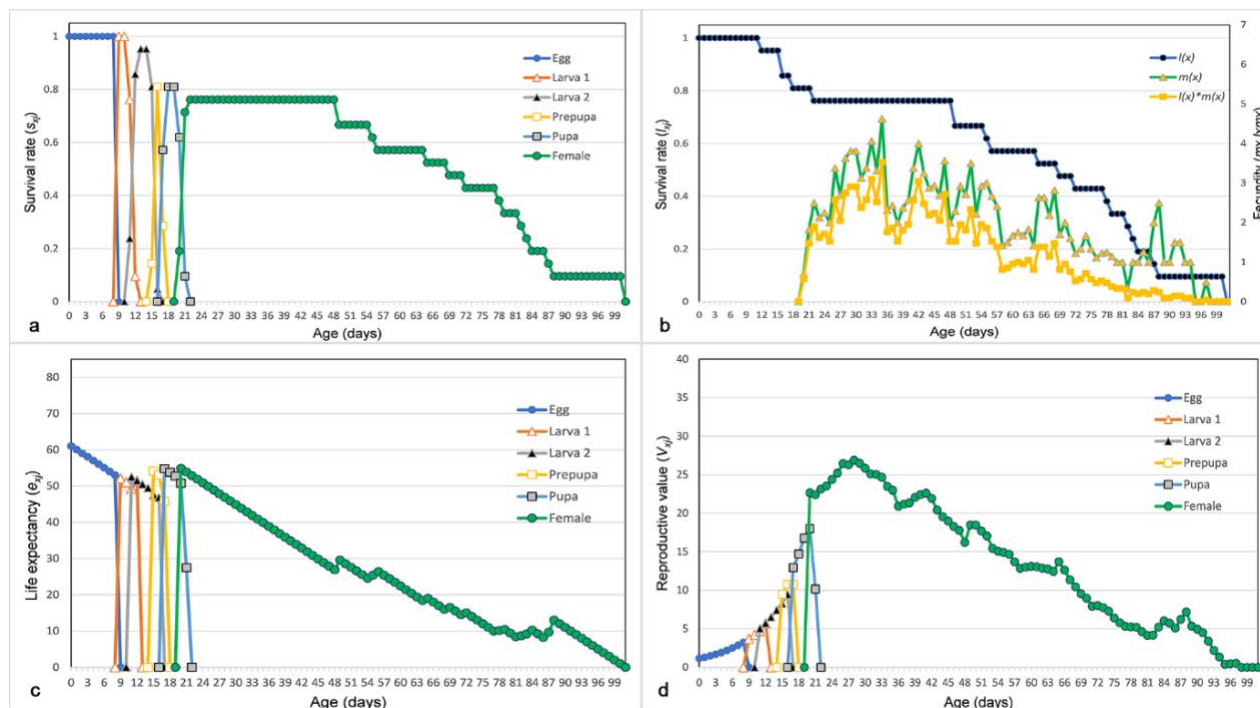 Survival rate (sxj)
1
0.8
0.6
0.4
0.2
0
Egg
Larva 1
Larva 2
Prepupa
Pupa
Female
0 3 6 9 12 15 18 21 24 27 30 33 36 39 42 45 48 51 54 57 60 63 66 69 72 75 78 81 84 87 90 93 96 99
a
Age (days)
Survival rate (lxj)
1
0.8
0.6
0.4
0.2
0
l(x)
m(x)
l(x)*m(x)
7
6
5
4
3
2
1
0
0 3 6 9 12 15 18 21 24 27 30 33 36 39 42 45 48 51 54 57 60 63 66 69 72 75 78 81 84 87 90 93 96 99
b
Age (days)
Life expectancy (exj)
80
70
60
50
40
30
20
10
0
Egg
Larva 1
Larva 2
Prepupa
Pupa
Female
0 3 6 9 12 15 18 21 24 27 30 33 36 39 42 45 48 51 54 57 60 63 66 69 72 75 78 81 84 87 90 93 96 99
c
Age (days)
Reproductive value (Vxj)
40
35
30
25
20
15
10
5
0
Egg
Larva 1
Larva 2
Prepupa
Pupa
Female
0 3 6 9 12 15 18 21 24 27 30 33 36 39 42 45 48 51 54 57 60 63 66 69 72 75 78 81 84 87 90 93 96 99
d
Age (days)